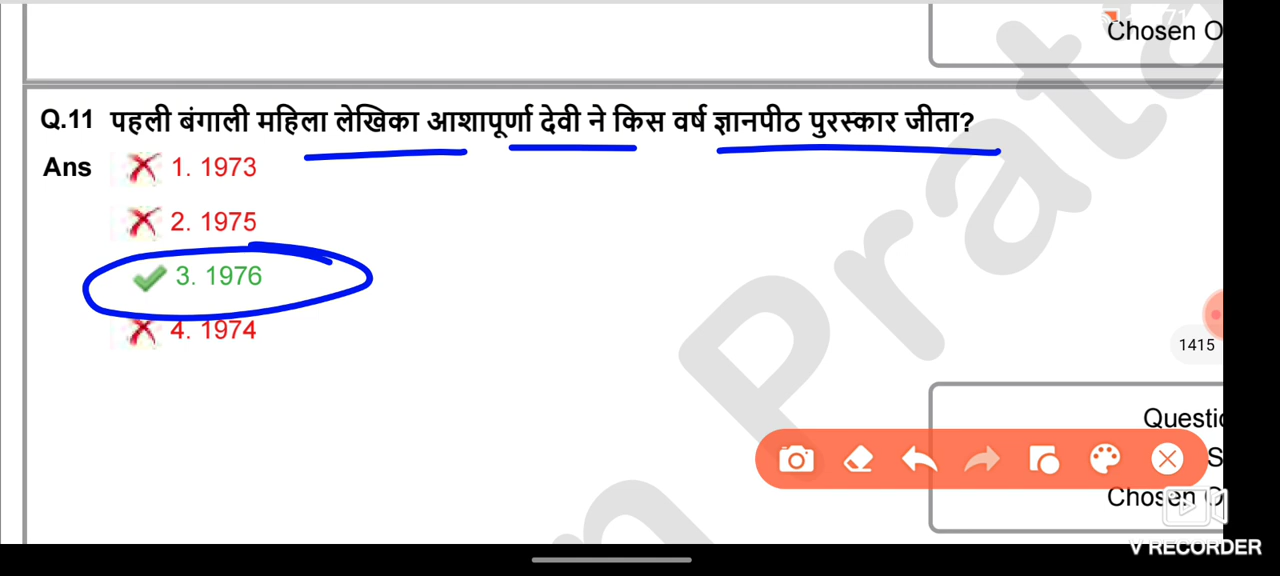 Chosen O
Q.11 पहली बंगाली महिला लेखिका आशापूर्णा देवी ने किस वर्ष ज्ञानपीठ पुरस्कार जीता?
Ans 1. 1973
2. 1975
3. 1976
4. 1974
1415
Questi
S
Chosen O
n Prata
V RECORDER